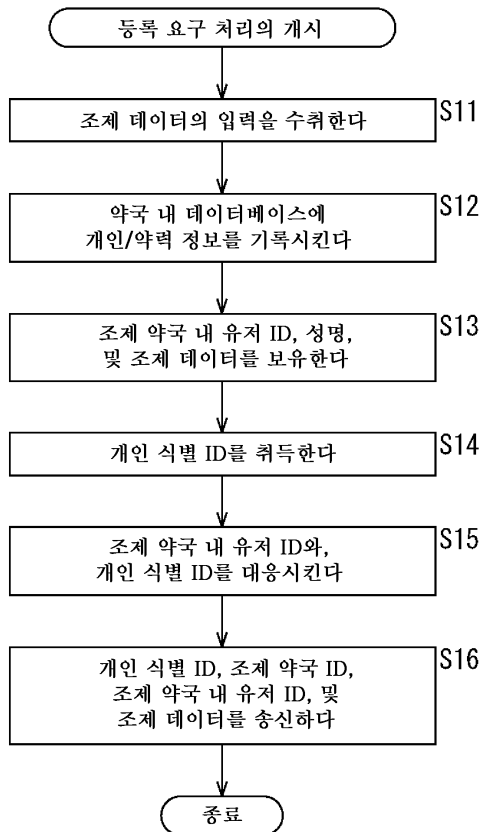 등록 요구 처리의 개시
조제 데이터의 입력을 수취한다
S11
약국 내 데이터베이스에
개인/약력 정보를 기록시킨다
S12
조제 약국 내 유저 ID, 성명,
및 조제 데이터를 보유한다
S13
개인 식별 ID를 취득한다
S14
조제 약국 내 유저 ID와,
개인 식별 ID를 대응시킨다
S15
개인 식별 ID, 조제 약국 ID,
조제 약국 내 유저 ID, 및
조제 데이터를 송신하다
S16
종료